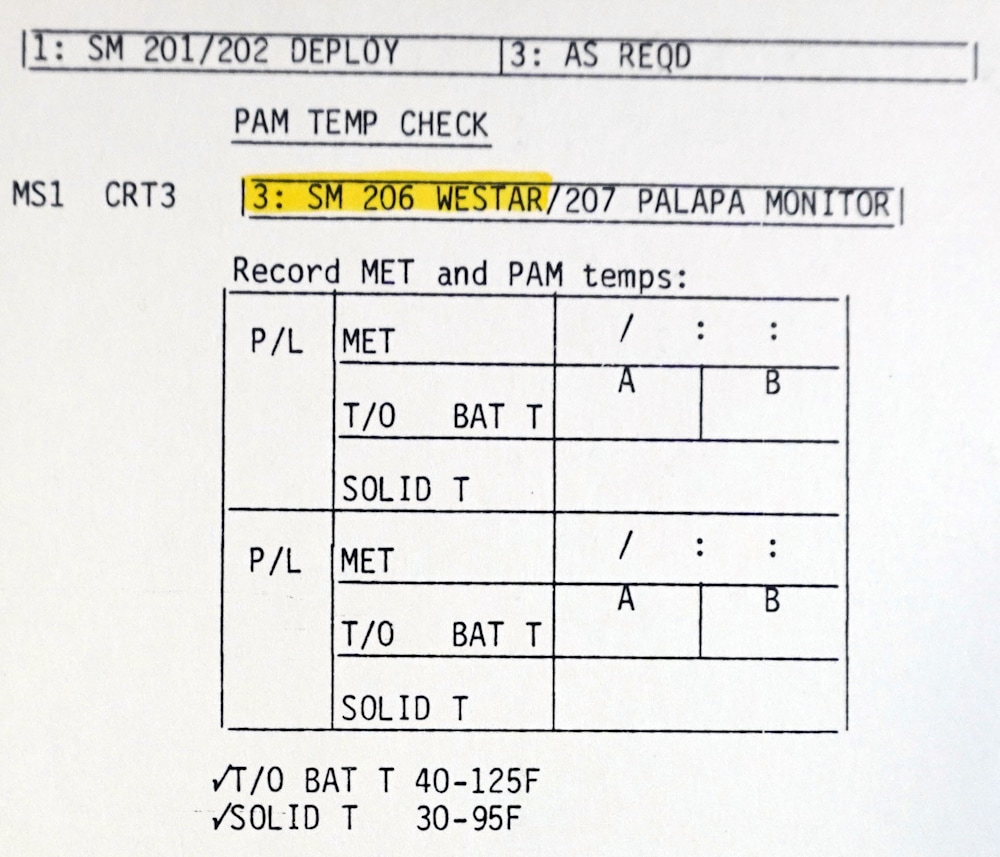 1: SM 201/202 DEPLOY 3: AS REQD
PAM TEMP CHECK
MS1 CRT3 3: SM 206 WESTAR/207 PALAPA MONITOR
Record MET and PAM temps:
P/L MET / : :
A B
T/O BAT T
SOLID T
P/L MET / : :
A B
T/O BAT T
SOLID T
✓T/O BAT T 40-125F
✓SOLID T 30-95F